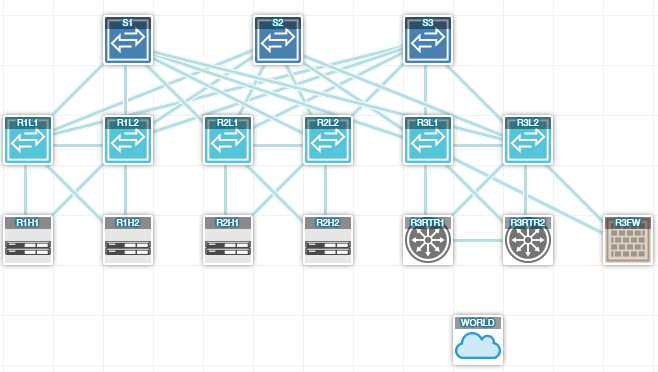 S1
S2
S3
R1L1
R1L2
R2L1
R2L2
R3L1
R3L2
R1H1
R1H2
R2H1
R2H2
R3RTR1
R3RTR2
R3FW
WORLD